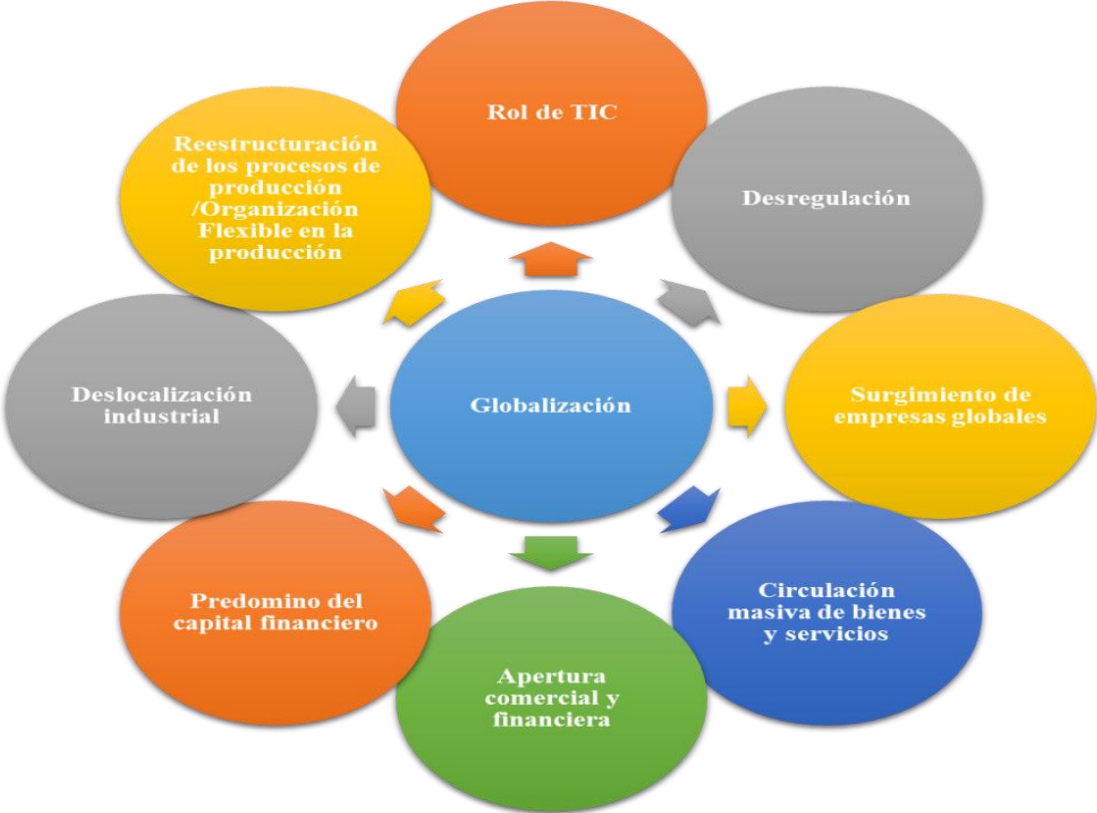 Rol de TIC
Desregulación
Surgimiento de
empresas globales
Circulación
masiva de bienes
y servicios
Apertura
comercial y
financiera
Predomino del
capital financiero
Deslocalización
industrial
Reestructuración
de los procesos de
producción
/Organización
Flexible en la
producción
Globalización